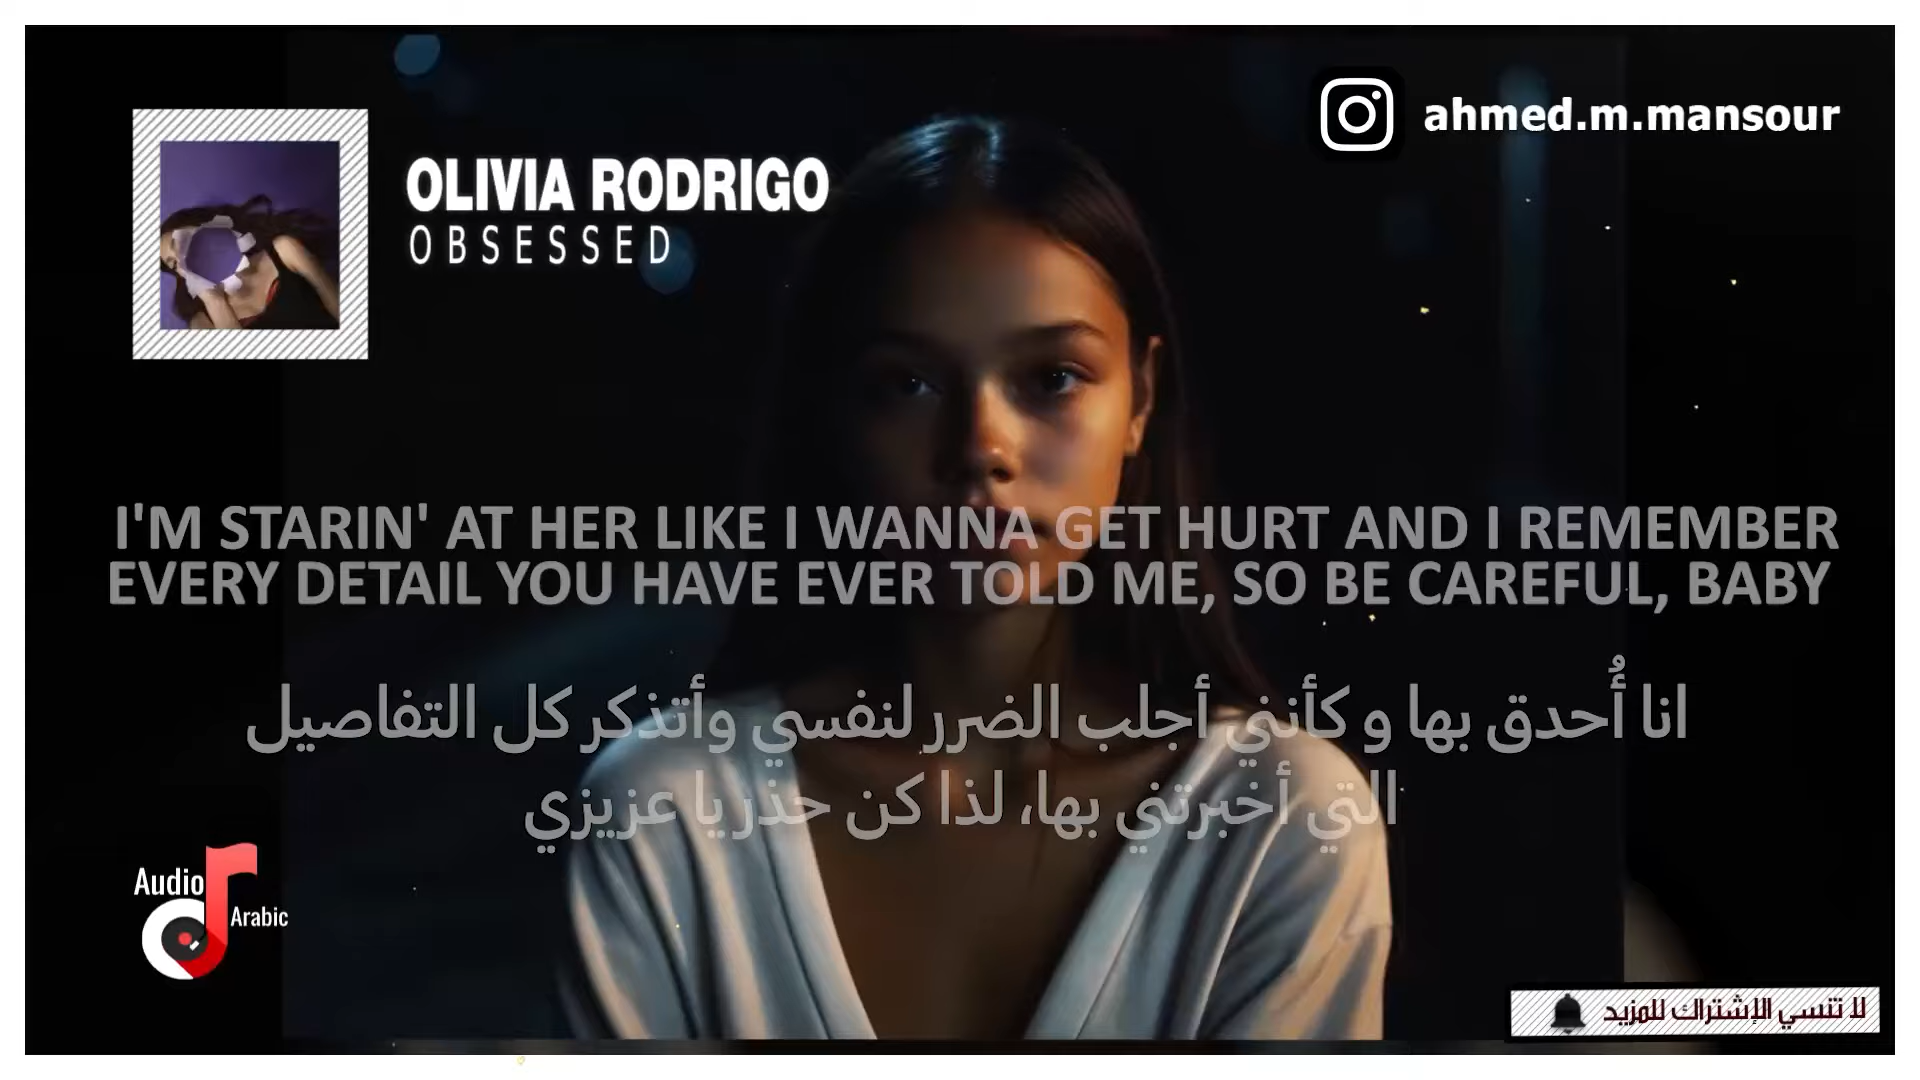 ahmed.m.mansour
OLIVIA RODRIGO
OBSESSED
I'M STARIN' AT HER LIKE I WANNA GET HURT AND I REMEMBER
EVERY DETAIL YOU HAVE EVER TOLD ME, SO BE CAREFUL, BABY
انا أُحدق بها و كأنني أجلب الضرر لنفسي وأتذكر كل التفاصيل
التي أخبرتني بها، لذا كن حذر يا عزيزي
Audio
Arabic
لا تنسي الإشتراك للمزيد